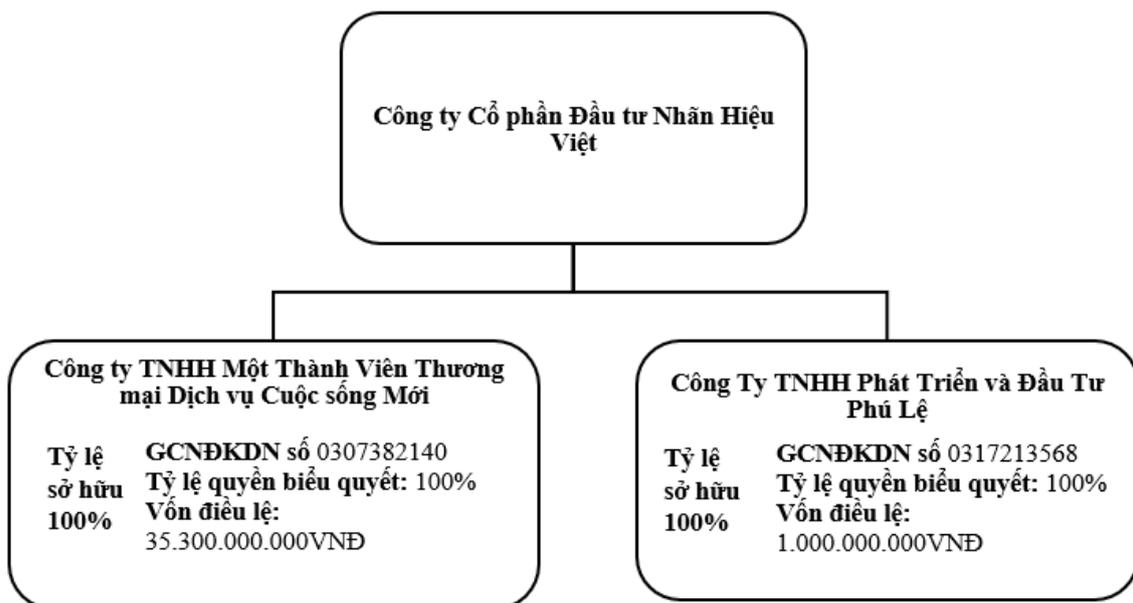 Công ty Cổ phần Đầu tư Nhãn Hiệu
Việt
Công ty TNHH Một Thành Viên Thương
mại Dịch vụ Cuộc sống Mới
Tỷ lệ
sở hữu
100%
GCNĐKDN số 0307382140
Tỷ lệ quyền biểu quyết: 100%
Vốn điều lệ:
35.300.000.000VNĐ
Công Ty TNHH Phát Triển và Đầu Tư
Phú Lệ
Tỷ lệ
sở hữu
100%
GCNĐKDN số 0317213568
Tỷ lệ quyền biểu quyết: 100%
Vốn điều lệ:
1.000.000.000VNĐ